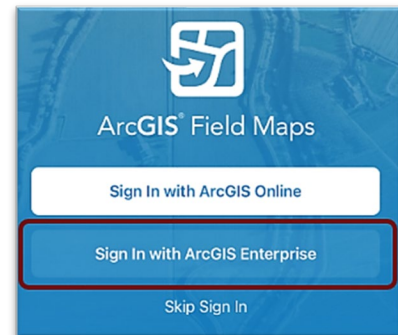 ArcGIS® Field Maps
Sign In with ArcGIS Online
Sign In with ArcGIS Enterprise
Skip Sign In